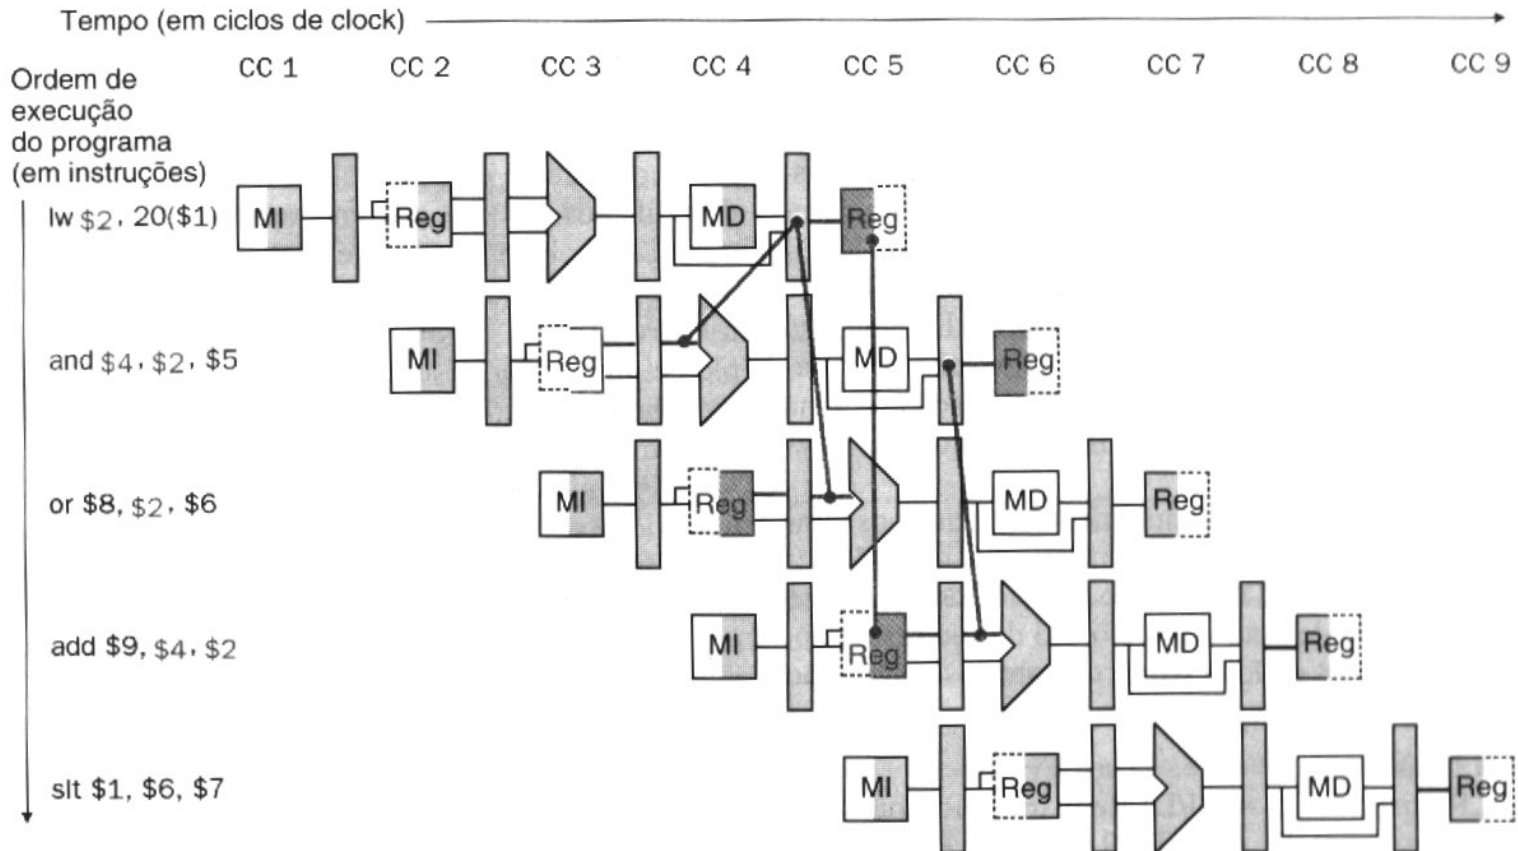 Tempo (em ciclos de clock)
CC 1 CC 2 CC 3 CC 4 CC 5 CC 6 CC 7 CC 8 CC 9
Ordem de
execução
do programa
(em instruções)
lw $2, 20($1) MI Reg MD Reg
and $4, $2, $5 MI Reg MD Reg
or $8, $2, $6 MI Reg MD Reg
add $9, $4, $2 MI Reg MD Reg
slt $1, $6, $7 MI Reg MD Reg